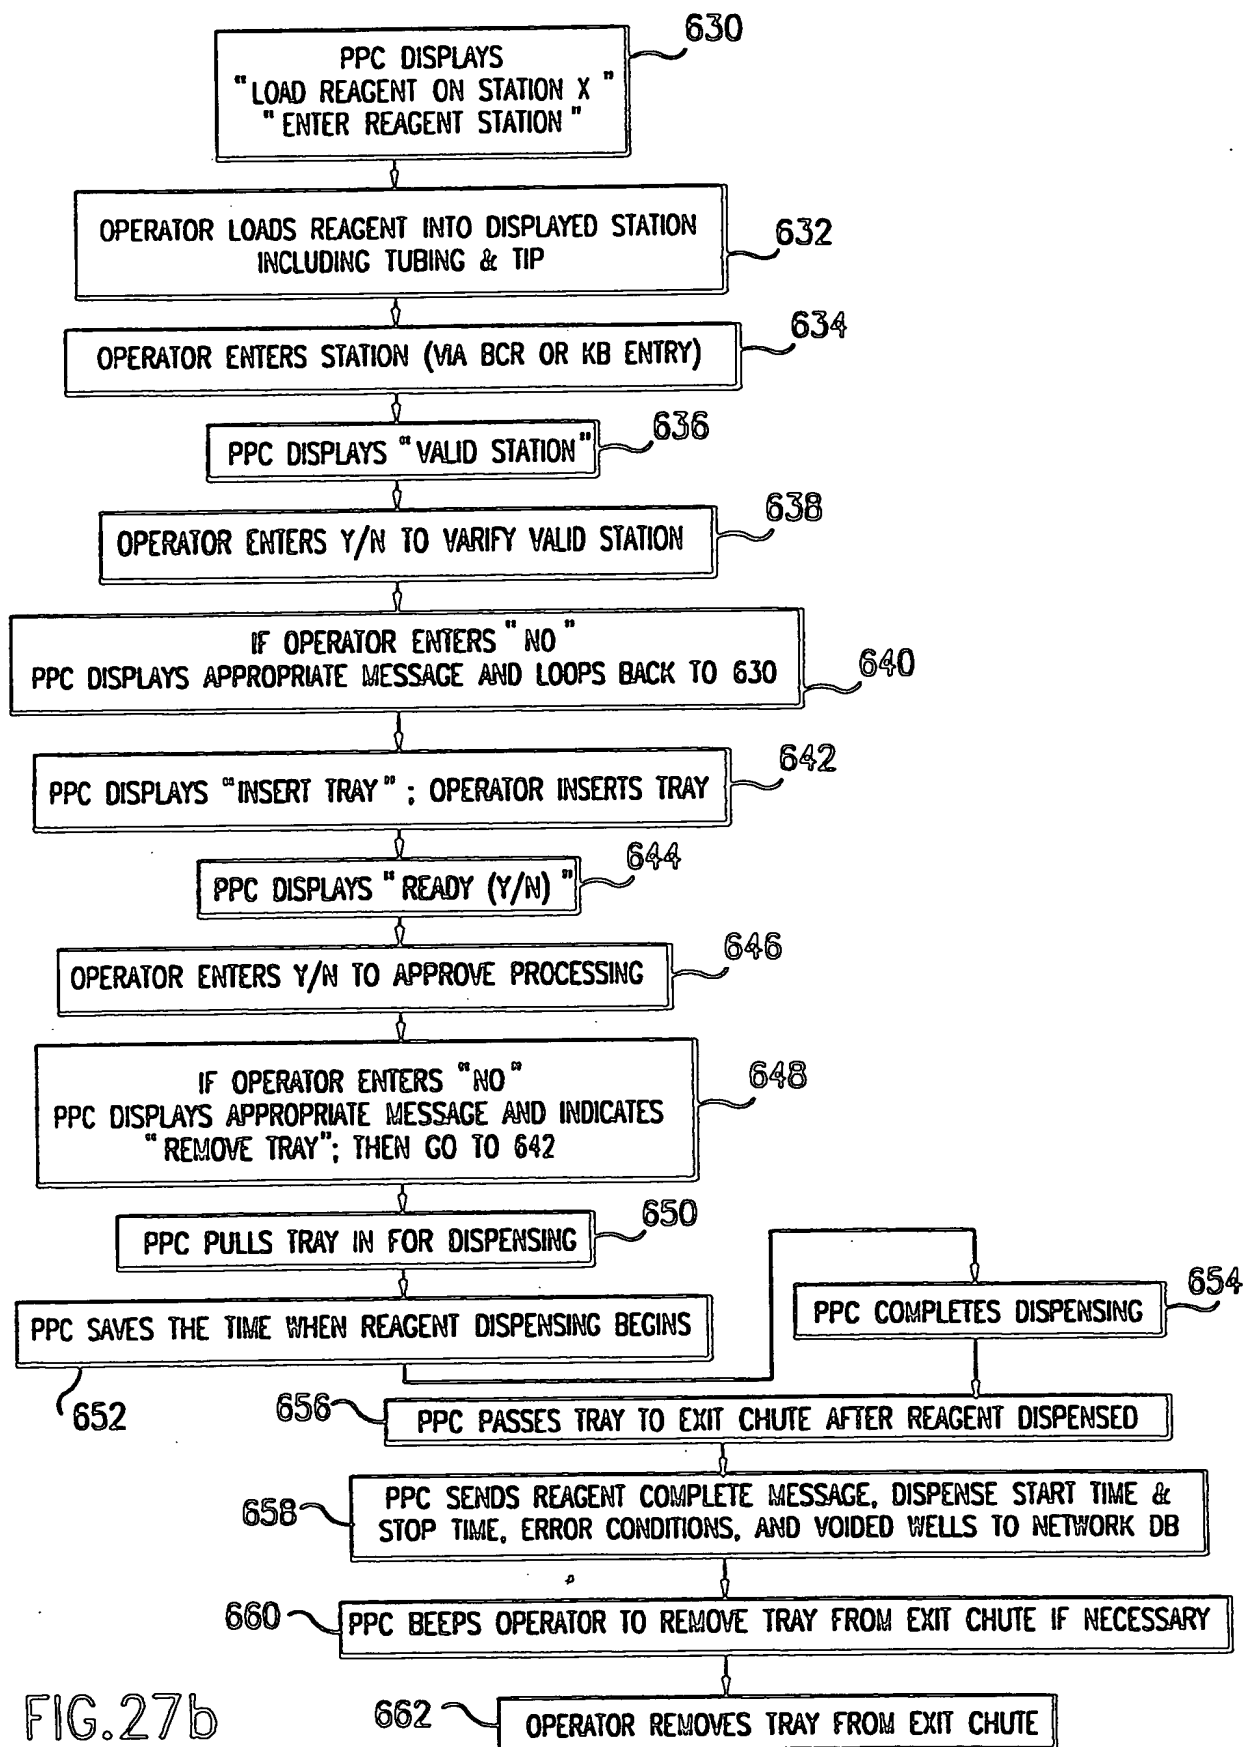 630
PPC DISPLAYS
"LOAD REAGENT ON STATION X "
"ENTER REAGENT STATION"
632
OPERATOR LOADS REAGENT INTO DISPLAYED STATION
INCLUDING TUBING & TIP
634
OPERATOR ENTERS STATION (VIA BCR OR KB ENTRY)
636
PPC DISPLAYS "VALID STATION"
638
OPERATOR ENTERS Y/N TO VARIFY VALID STATION
IF OPERATOR ENTERS "NO"
PPC DISPLAYS APPROPRIATE MESSAGE AND LOOPS BACK TO 630
640
642
PPC DISPLAYS "INSERT TRAY" ; OPERATOR INSERTS TRAY
644
PPC DISPLAYS "READY (Y/N) "
646
OPERATOR ENTERS Y/N TO APPROVE PROCESSING
648
IF OPERATOR ENTERS "NO"
PPC DISPLAYS APPROPRIATE MESSAGE AND INDICATES
"REMOVE TRAY"; THEN GO TO 642
650
PPC PULLS TRAY IN FOR DISPENSING
PPC SAVES THE TIME WHEN REAGENT DISPENSING BEGINS
652
654
PPC COMPLETES DISPENSING
656
PPC PASSES TRAY TO EXIT CHUTE AFTER REAGENT DISPENSED
658
PPC SENDS REAGENT COMPLETE MESSAGE, DISPENSE START TIME &
STOP TIME, ERROR CONDITIONS, AND VOIDED WELLS TO NETWORK DB
660
PPC BEEPS OPERATOR TO REMOVE TRAY FROM EXIT CHUTE IF NECESSARY
662
OPERATOR REMOVES TRAY FROM EXIT CHUTE
FIG.27b